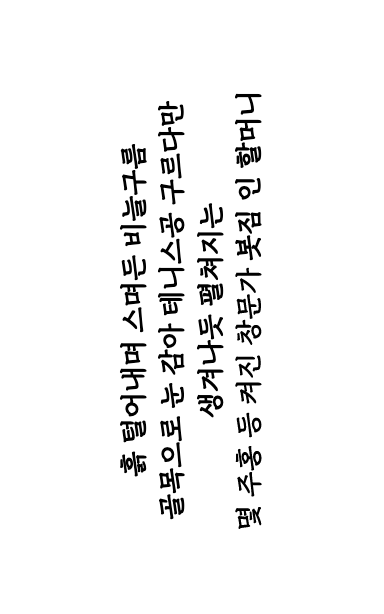 흙 털어내며 스며든 비늘구름
골목으로 눈 감아 테니스공 구르다만
생겨나듯 펼쳐지는
몇 주홍 등 켜진 창문가 봇짐 인 할머니